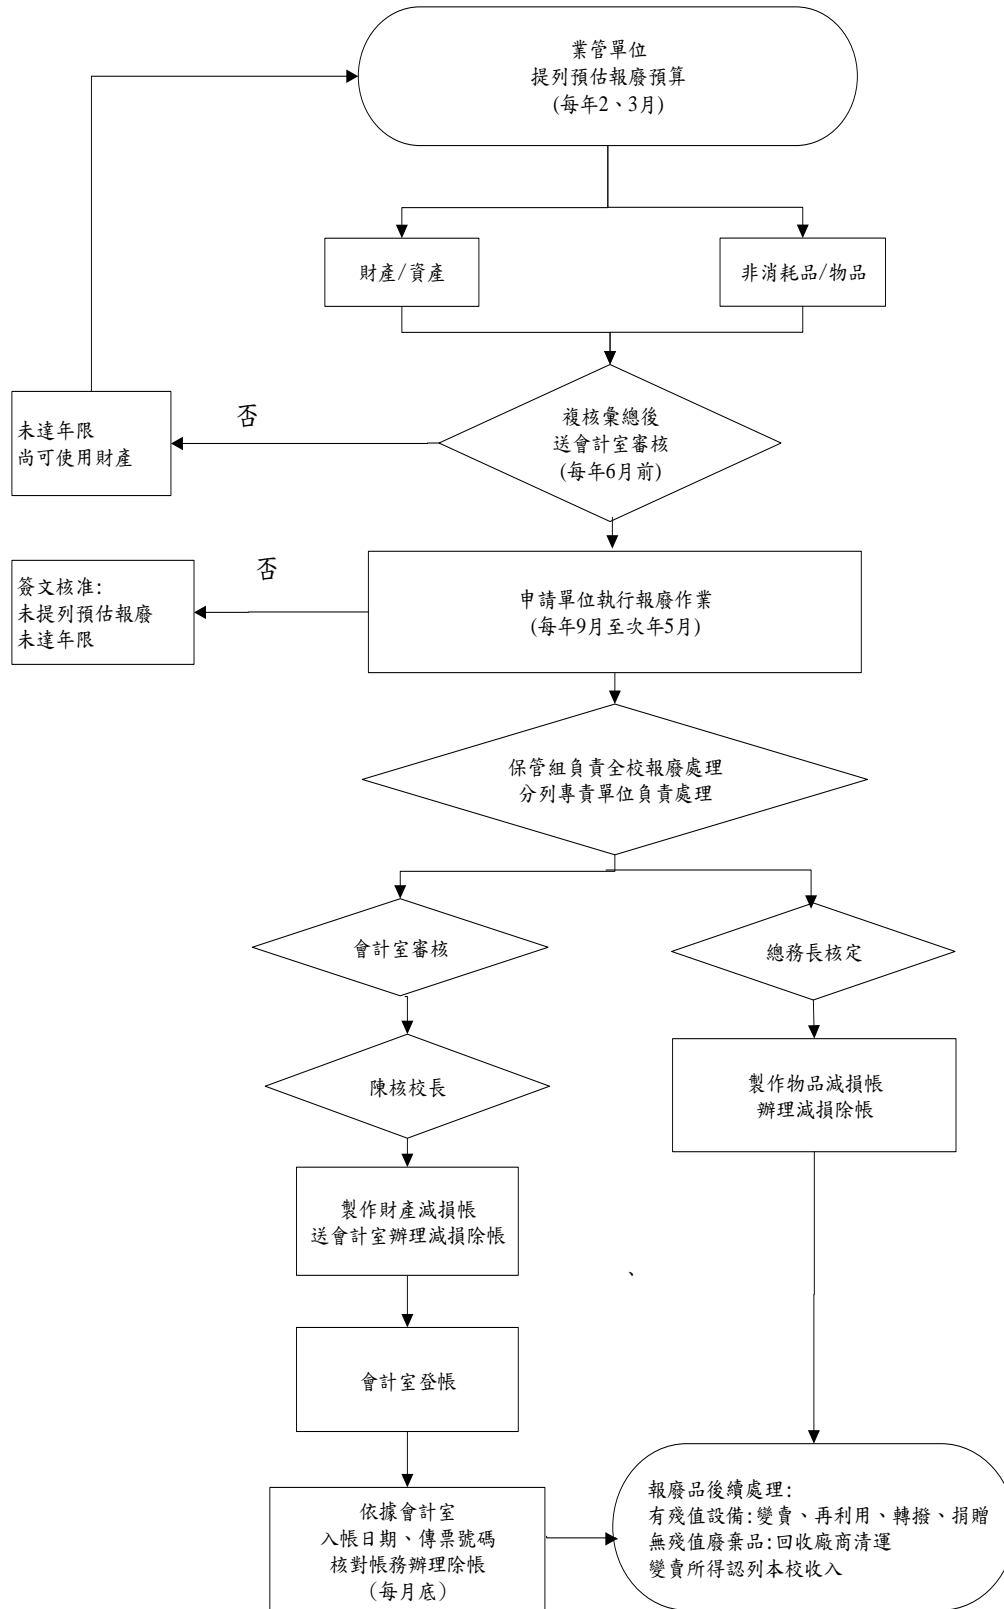 業管單位
提列預估報廢預算
(每年2、3月)
財產/資產
非消耗品/物品
否
未達年限
尚可使用財產
複核彙總後
送會計室審核
(每年6月前)
否
簽文核准:
未提列預估報廢
未達年限
申請單位執行報廢作業
(每年9月至次年5月)
保管組負責全校報廢處理
分列專責單位負責處理
會計室審核
總務長核定
陳核校長
製作物品減損帳
辦理減損除帳
製作財產減損帳
送會計室辦理減損除帳
、
會計室登帳
依據會計室
入帳日期、傳票號碼
核對帳務辦理除帳
(每月底)
報廢品後續處理:
有殘值設備:變賣、再利用、轉撥、捐贈
無殘值廢棄品:回收廠商清運
變賣所得認列本校收入